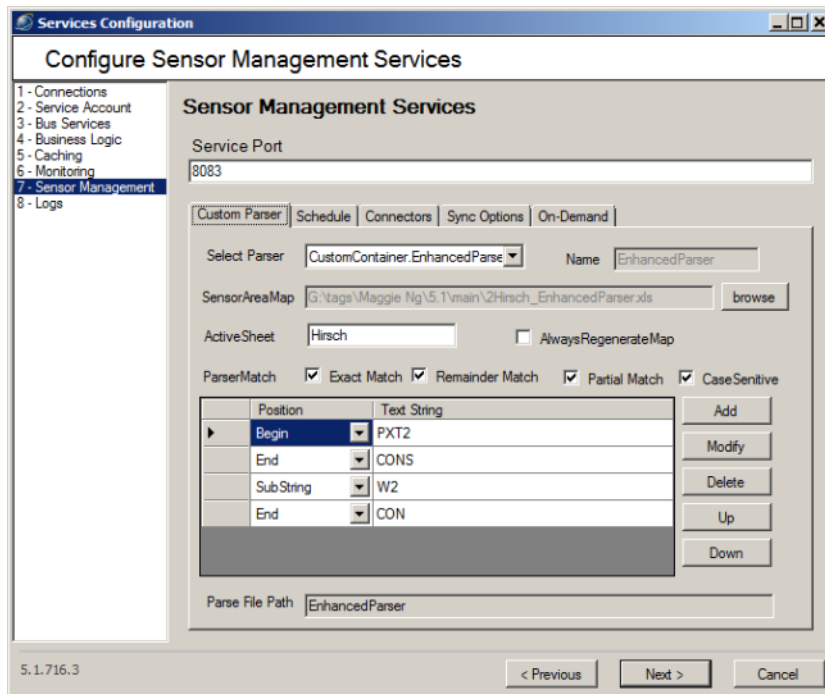 Services Configuration
Configure Sensor Management Services
1 - Connections
2 - Service Account
3 - Bus Services
4 - Business Logic
5 - Caching
6 - Monitoring
7 - Sensor Management
8 - Logs
Sensor Management Services
Service Port
8083
Custom Parser Schedule Connectors Sync Options On-Demand
Select Parser CustomContainer.EnhancedParse Name EnhancedParser
SensorAreaMap G:\tags\Maggie Ng\5.1\main\2Hirsch_EnhancedParser.xls browse
ActiveSheet Hirsch AlwaysRegenerateMap
ParserMatch Exact Match Remainder Match Partial Match CaseSenitive
Position Text String Add
Begin PXT2 Modify
End CONS
SubString W2 Delete
End CON Up
Down
Parse File Path EnhancedParser
5.1.716.3 < Previous Next > Cancel